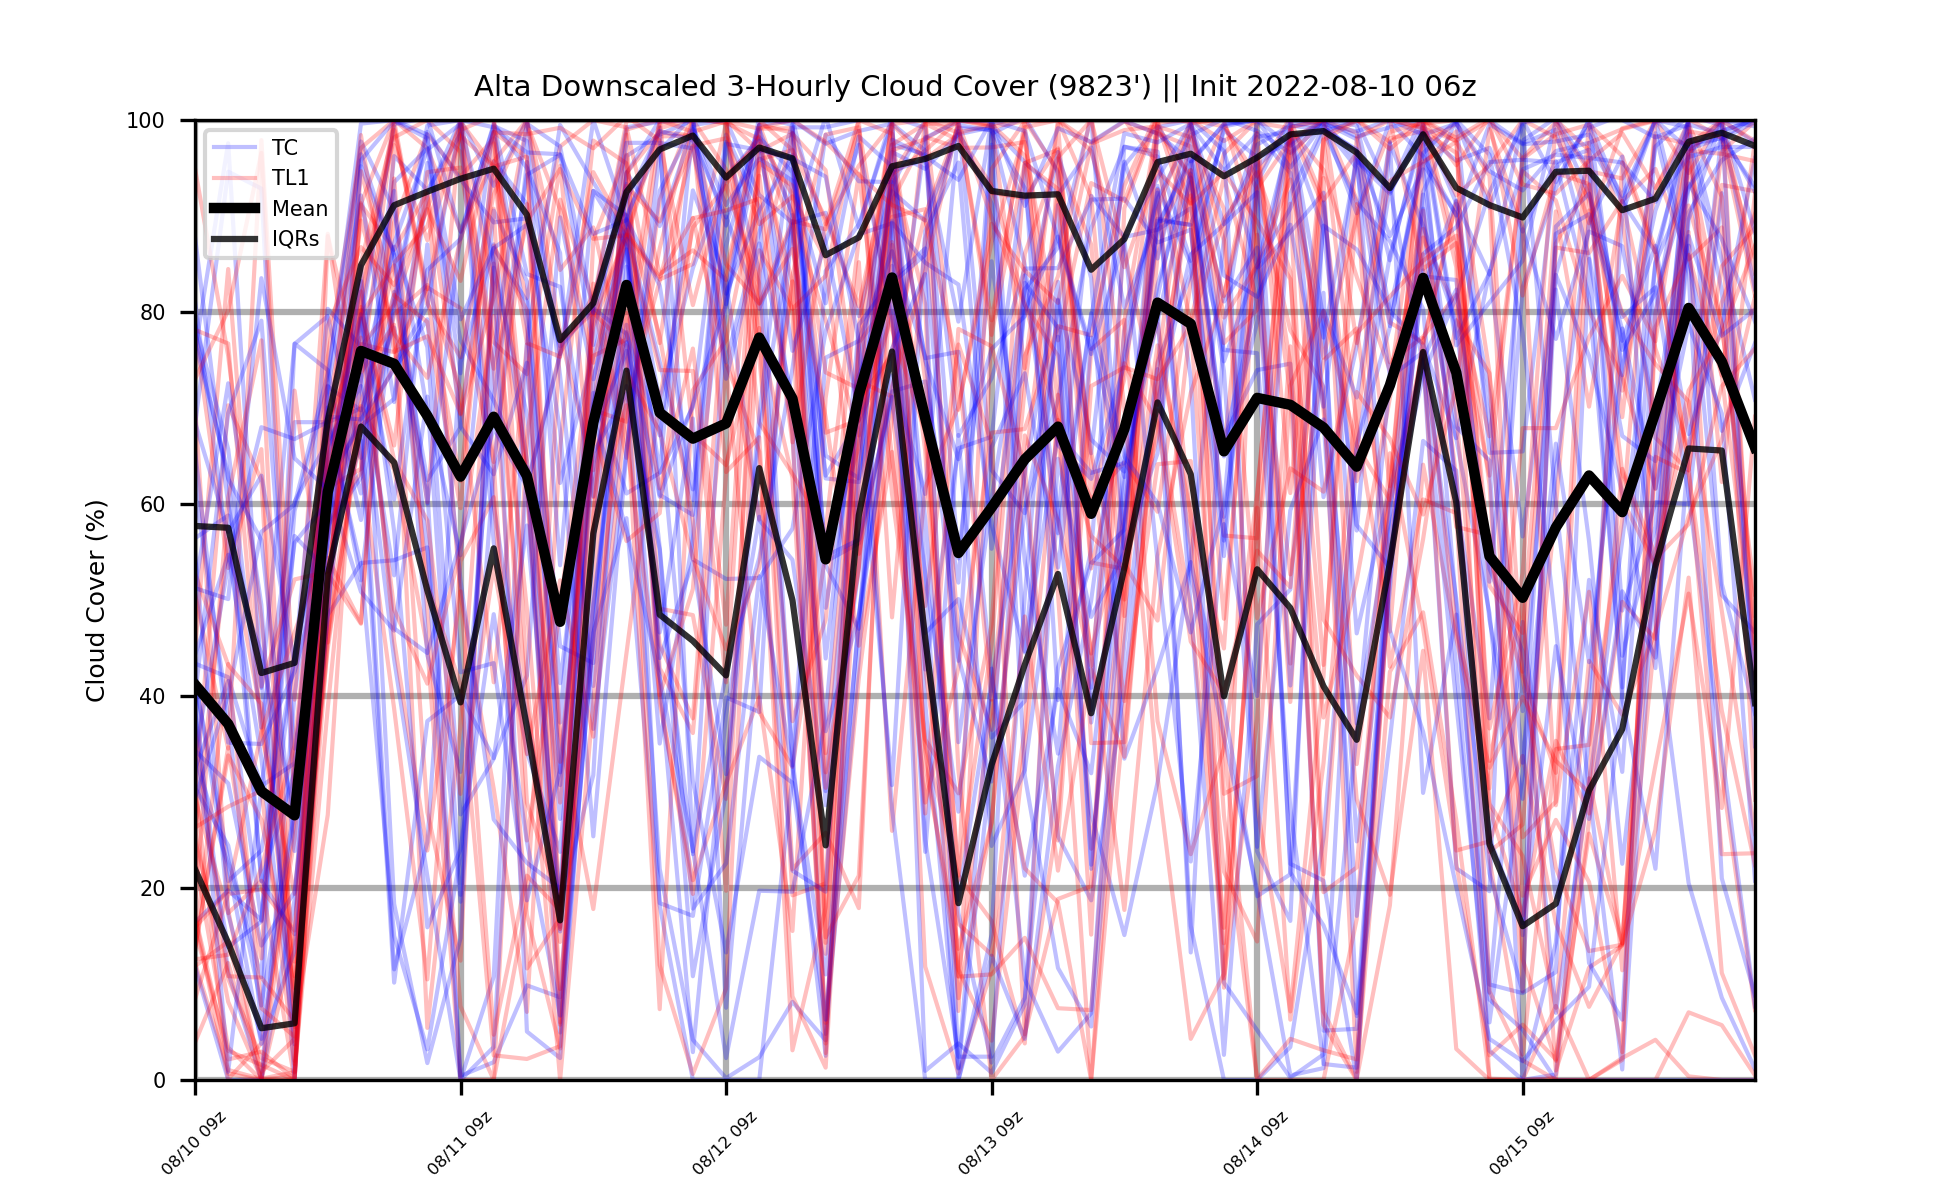 Alta Downscaled 3-Hourly Cloud Cover (9823') || Init 2022-08-10 06z
TC
TL1
Mean
IQRs
Cloud Cover (%)
100
80
60
40
20
0
08/10 09z
08/11 09z
08/12 09z
08/13 09z
08/14 09z
08/15 09z